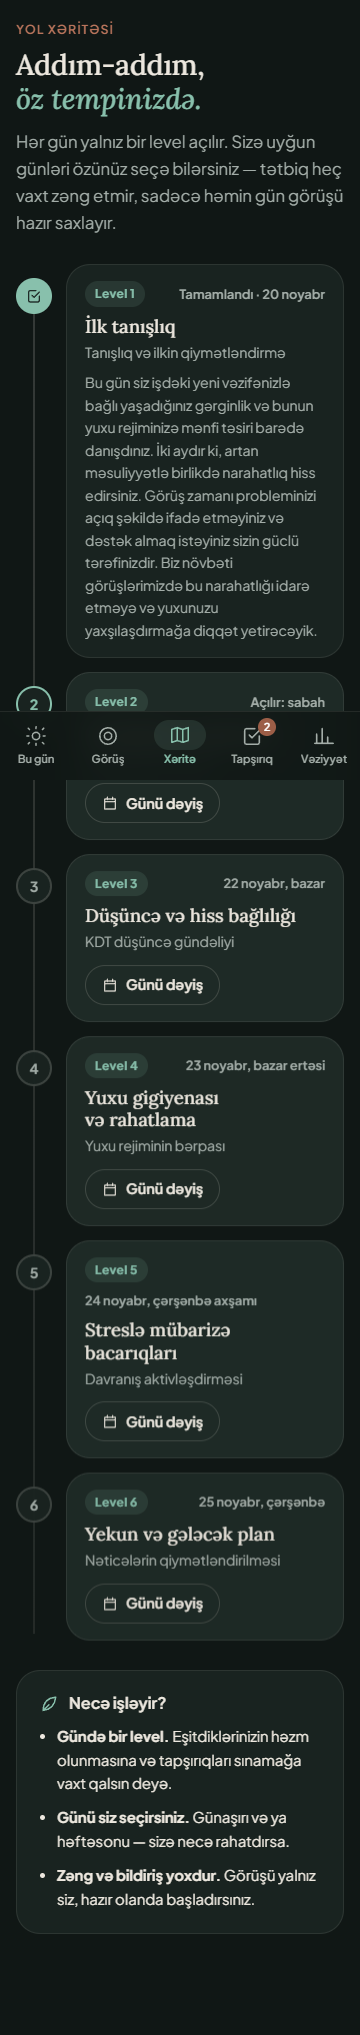 YOL XƏRİTƏSİ
Addım-addım,
öz tempinizdə.
Hər gün yalnız bir level açılır. Sizə uyğun
günləri özünüz seçə bilərsiniz — tətbiq heç
vaxt zəng etmir, sadəcə həmin gün görüşü
hazır saxlayır.
Level 1
Tamamlandı · 20 noyabr
İlk tanışlıq
Tanışlıq və ilkin qiymətləndirmə
Bu gün siz işdəki yeni vəzifənizlə
bağlı yaşadığınız gərginlik və bunun
yuxu rejiminizə mənfi təsiri barədə
danışdınız. İki aydır ki, artan
məsuliyyətlə birlikdə narahatlıq hiss
edirsiniz. Görüş zamanı probleminizi
açıq şəkildə ifadə etməyiniz və
dəstək almaq istəyiniz sizin güclü
tərəfinizdir. Biz növbəti
görüşlərimizdə bu narahatlığı idarə
etməyə və yuxunuzu
yaxşılaşdırmağa diqqət yetirəcəyik.
2
Level 2
Açılır: sabah
Bu gün
Görüş
Xəritə
2
Tapşırıq
Vəziyyət
Günü dəyiş
3
Level 3
22 noyabr, bazar
Düşüncə və hiss bağlılığı
KDT düşüncə gündəliyi
Günü dəyiş
4
Level 4
23 noyabr, bazar ertəsi
Yuxu gigiyenası
və rahatlama
Yuxu rejiminin bərpası
Günü dəyiş
5
Level 5
24 noyabr, çərşənbə axşamı
Streslə mübarizə
bacarıqları
Davranış aktivləşdirməsi
Günü dəyiş
6
Level 6
25 noyabr, çərşənbə
Yekun və gələcək plan
Nəticələrin qiymətləndirilməsi
Günü dəyiş
Necə işləyir?
• Gündə bir level. Eşitdiklərinizin həzm
olunmasına və tapşırıqları sınamağa
vaxt qalsın deyə.
• Günü siz seçirsiniz. Günaşırı və ya
həftəsonu — sizə necə rahatdırsa.
• Zəng və bildiriş yoxdur. Görüşü yalnız
siz, hazır olanda başladırsınız.